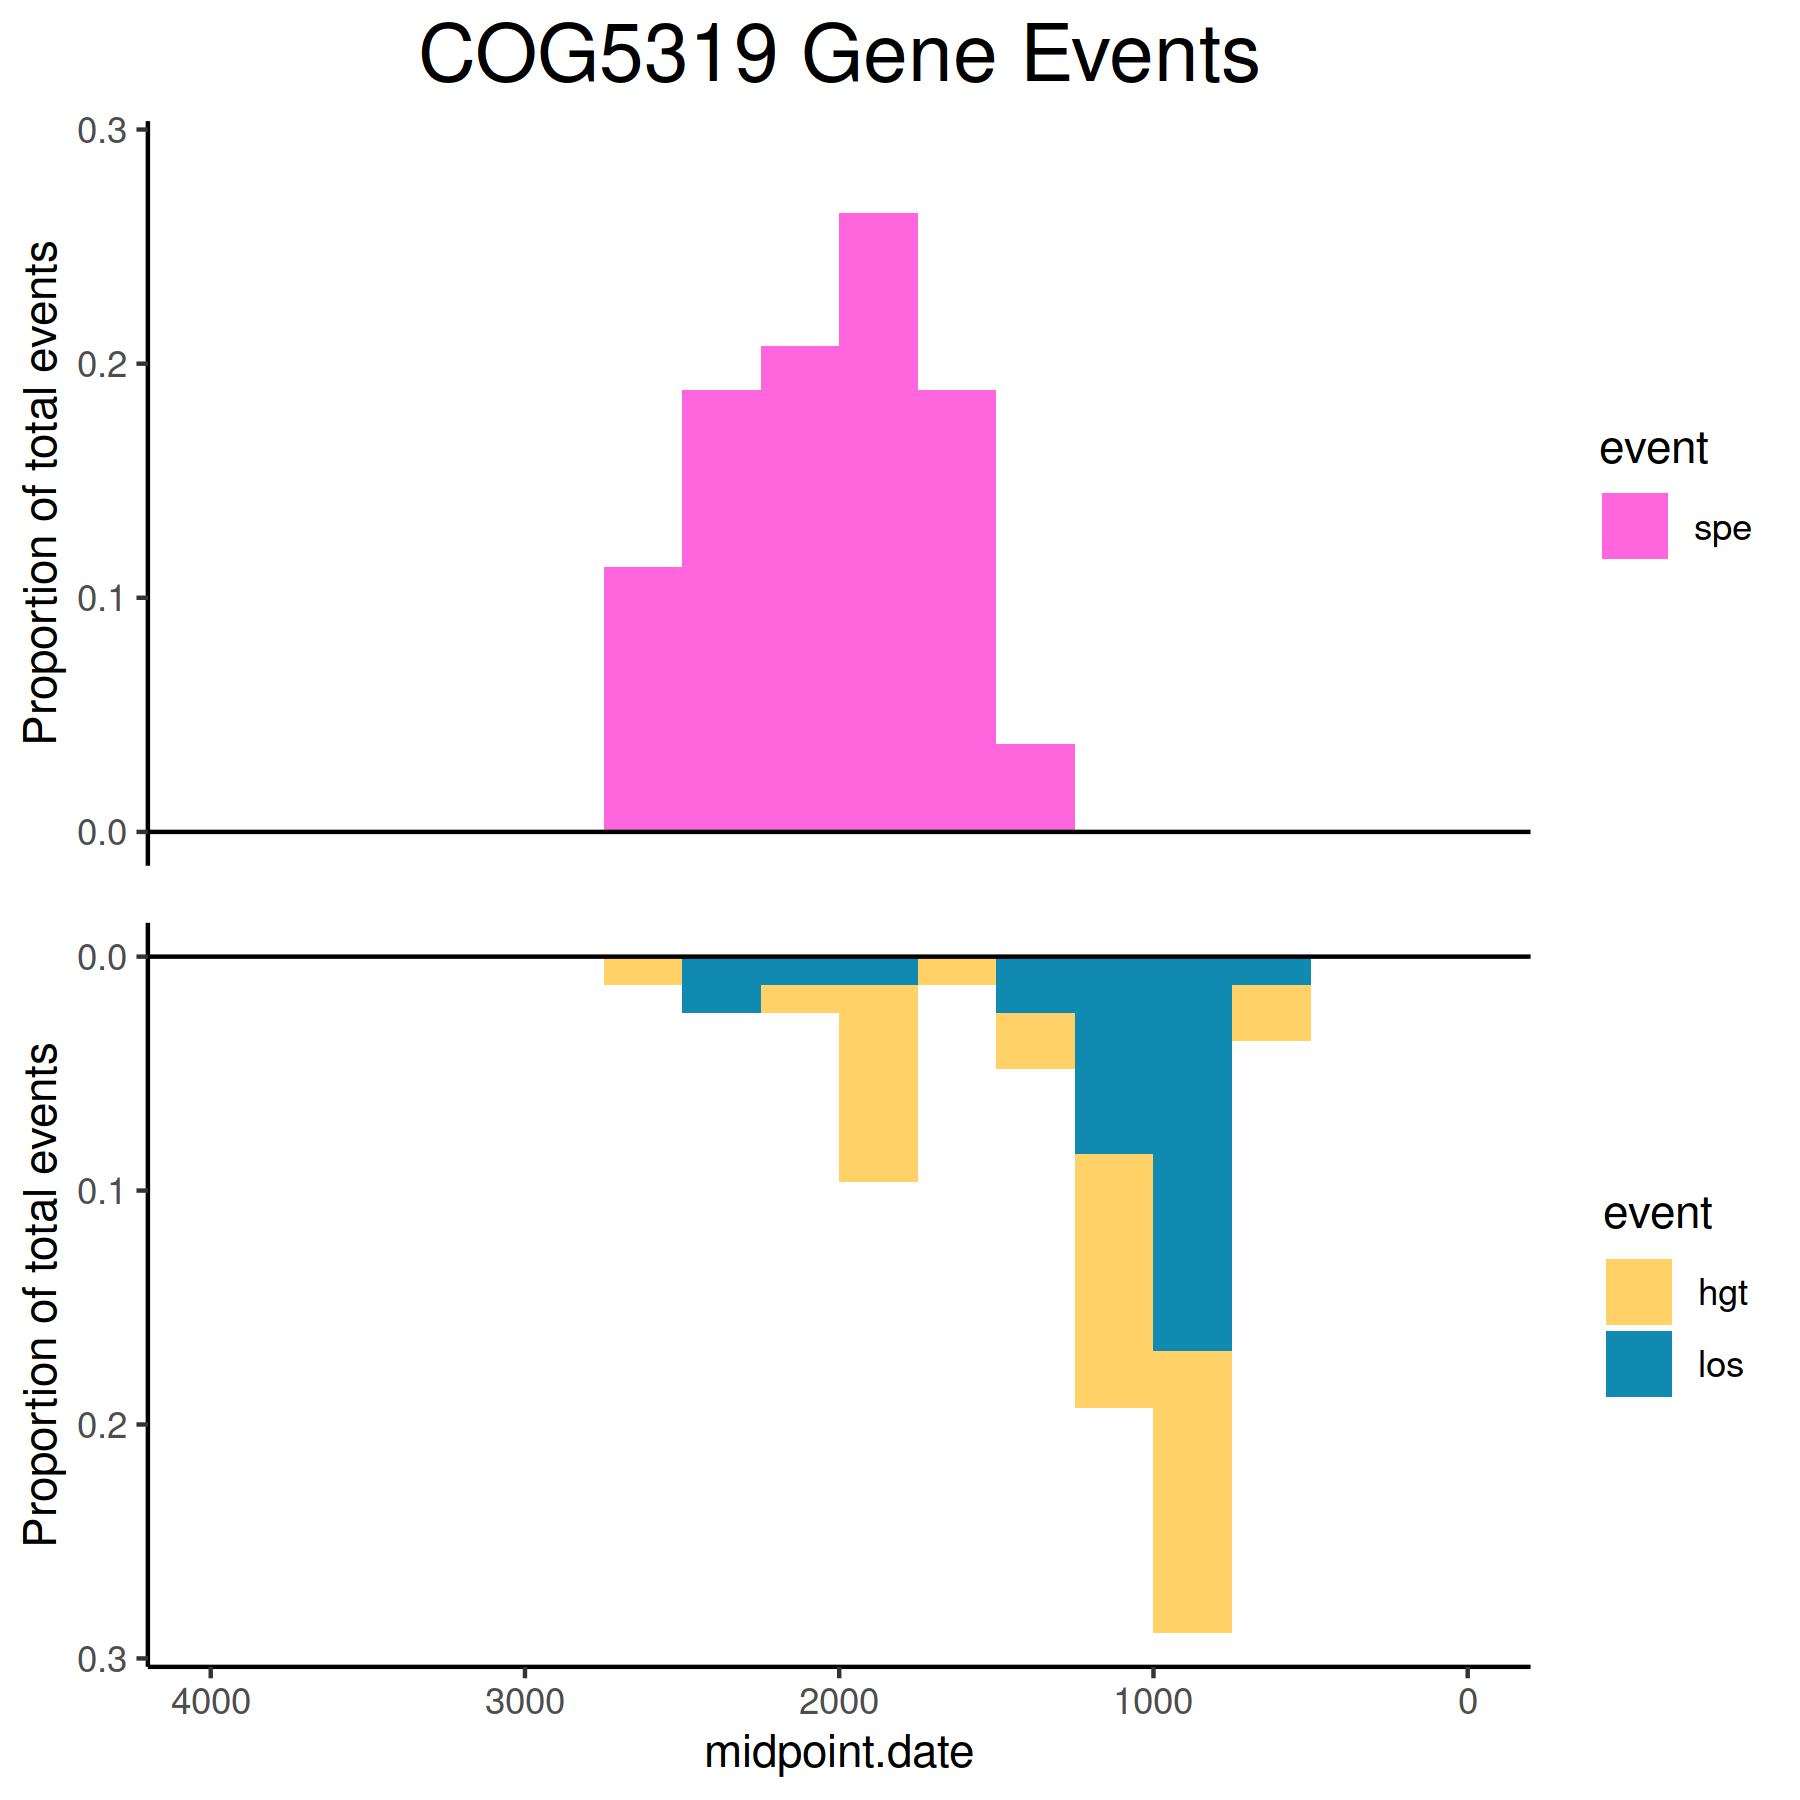 COG5319 Gene Events
Proportion of total events
0.3
0.2
0.1
0.0
event
spe
Proportion of total events
0.0
0.1
0.2
0.3
event
hgt
los
4000 3000 2000 1000 0
midpoint.date